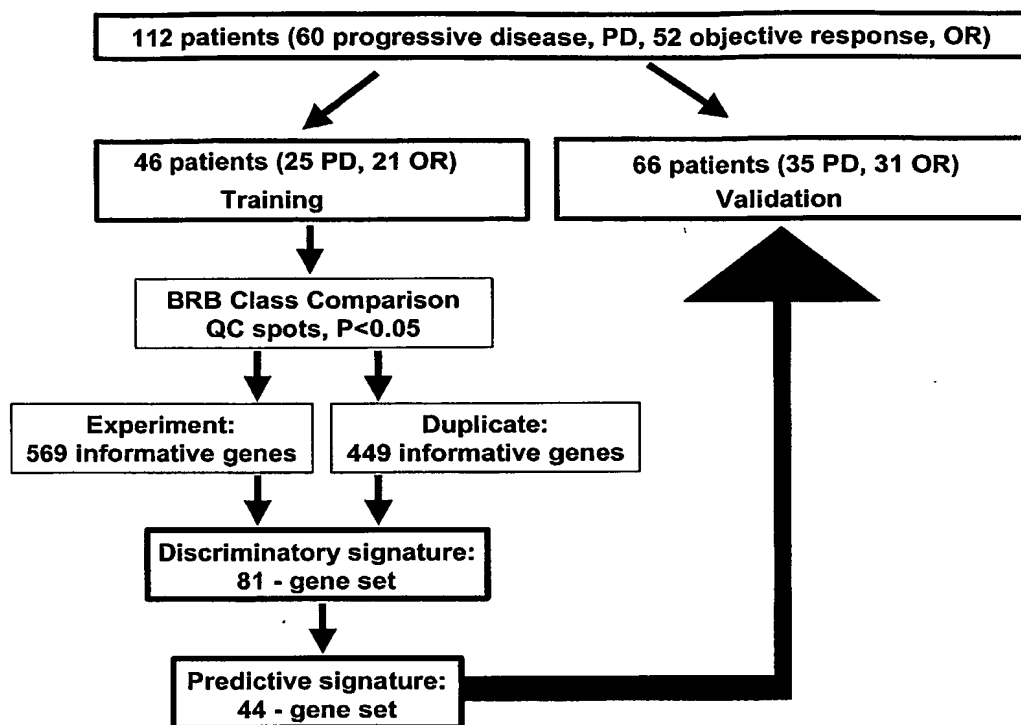 112 patients (60 progressive disease, PD, 52 objective response, OR)
46 patients (25 PD, 21 OR)
Training
66 patients (35 PD, 31 OR)
Validation
BRB Class Comparison
QC spots, P<0.05
Experiment:
569 informative genes
Duplicate:
449 informative genes
Discriminatory signature:
81 - gene set
Predictive signature:
44 - gene set